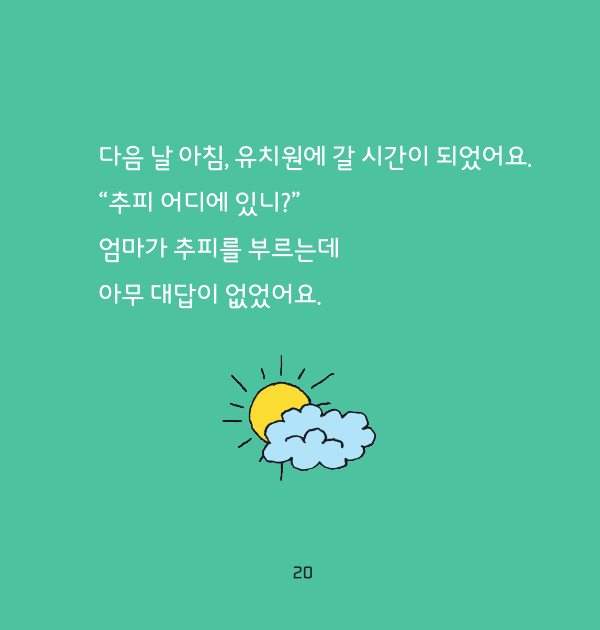 다음 날 아침, 유치원에 갈 시간이 되었어요.
“추피 어디에 있니?”
엄마가 추피를 부르는데
아무 대답이 없었어요.
20